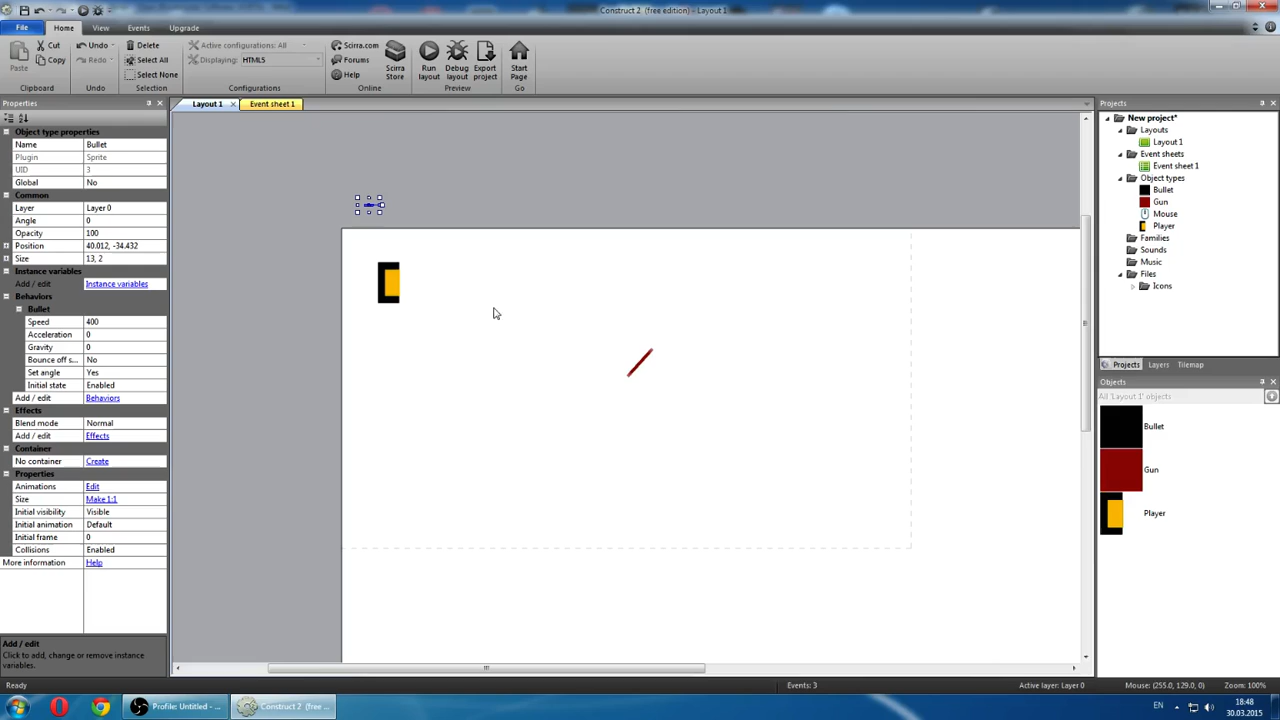 Construct 2 (free edition) - Layout 1
File Home View Events Upgrade
Paste
Cut
Copy
Clipboard
Undo
Redo
Undo
Delete
Select All
Select None
Selection
Active configurations: All
Displaying: HTML5
Configurations
Scirra.com
Forums
Help
Online
Scirra Store
Run layout
Debug layout
Export project
Preview
Start Page
Go
Properties
Layout 1
Event sheet 1
Object type properties
Name Bullet
Plugin Sprite
UID 3
Global No
Common
Layer Layer 0
Angle 0
Opacity 100
Position 40.012, -34.432
Size 13, 2
Instance variables
Add / edit Instance variables
Behaviors
Bullet
Speed 400
Acceleration 0
Gravity 0
Bounce off s... No
Set angle Yes
Initial state Enabled
Add / edit Behaviors
Effects
Blend mode Normal
Add / edit Effects
Container
No container Create
Properties
Animations Edit
Size Make 1:1
Initial visibility Visible
Initial animation Default
Initial frame 0
Collisions Enabled
More information Help
Add / edit
Click to add, change or remove instance
variables.
Projects
New project*
Layouts
Layout 1
Event sheets
Event sheet 1
Object types
Bullet
Gun
Mouse
Player
Families
Sounds
Music
Files
Icons
Projects Layers Tilemap
Objects
All 'Layout 1' objects
Bullet
Gun
Player
Ready
Events: 3
Active layer: Layer 0
Mouse: (255.0, 129.0, 0)
Zoom: 100%
Profile: Untitled - ...
Construct 2 (free ...
EN
18:48
30.03.2015